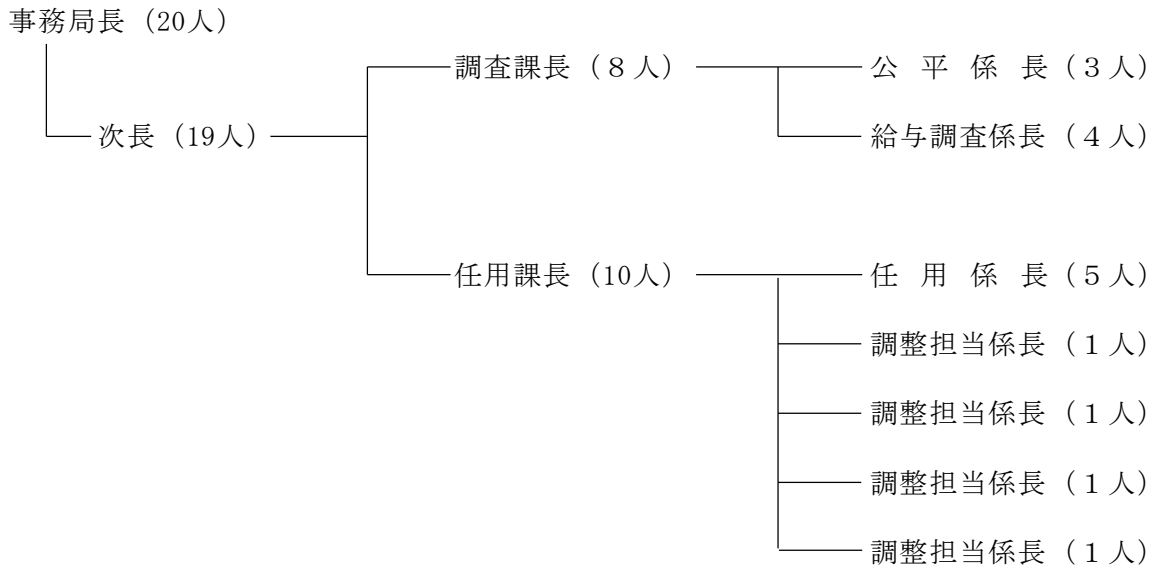 事務局長（20人）
調査課長（８人） 公平係長（３人）
次長（19人） 給与調査係長（４人）
任用課長（10人） 任用係長（５人）
調整担当係長（１人）
調整担当係長（１人）
調整担当係長（１人）
調整担当係長（１人）